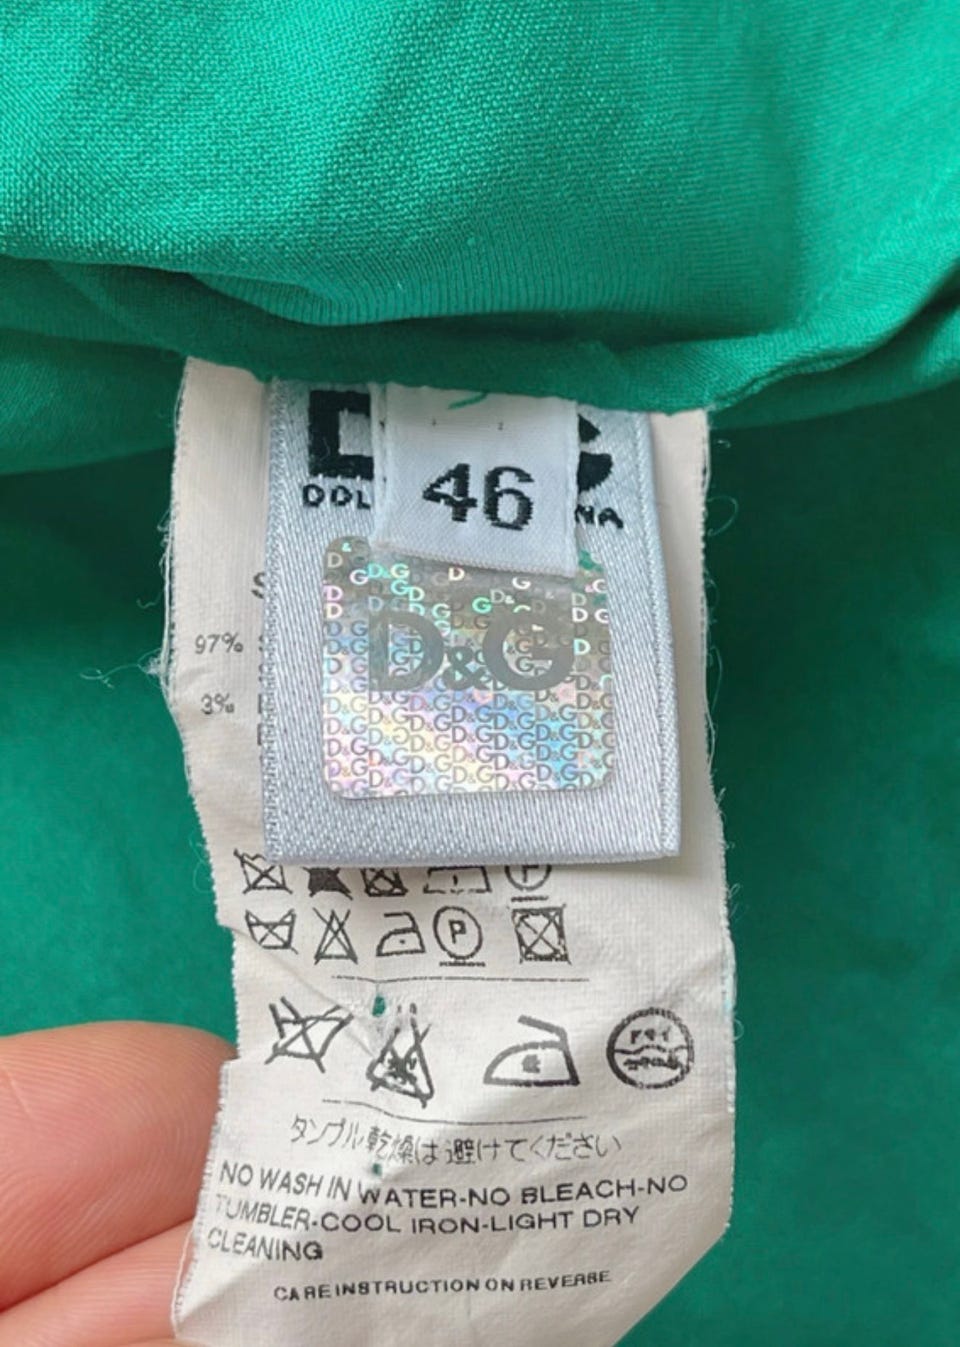 46
D&G
97%
3%
P
タンブル乾燥は避けてください
NO WASH IN WATER-NO BLEACH-NO
TUMBLER-COOL IRON-LIGHT DRY
CLEANING
CARE INSTRUCTION ON REVERSE